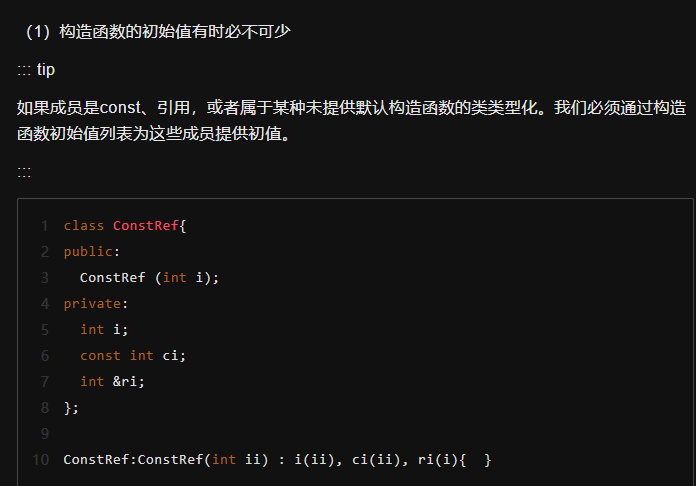 （1）构造函数的初始值有时必不可少
::: tip
如果成员是const、引用，或者属于某种未提供默认构造函数的类类型化。我们必须通过构造
函数初始值列表为这些成员提供初值。
:::
1 class ConstRef{
2 public:
3   ConstRef (int i);
4 private:
5   int i;
6   const int ci;
7   int &ri;
8 };
9
10 ConstRef:ConstRef(int ii) : i(ii), ci(ii), ri(i){  }